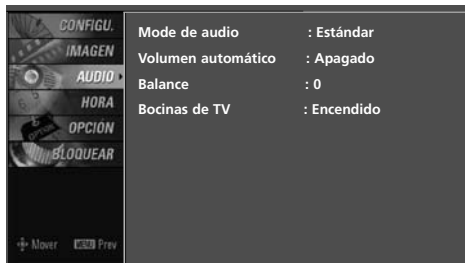 CONFIGU.
IMAGEN
AUDIO
HORA
OPCIÓN
BLOQUEAR
Mover MENU Prev
Mode de audio : Estándar
Volumen automático : Apagado
Balance : 0
Bocinas de TV : Encendido